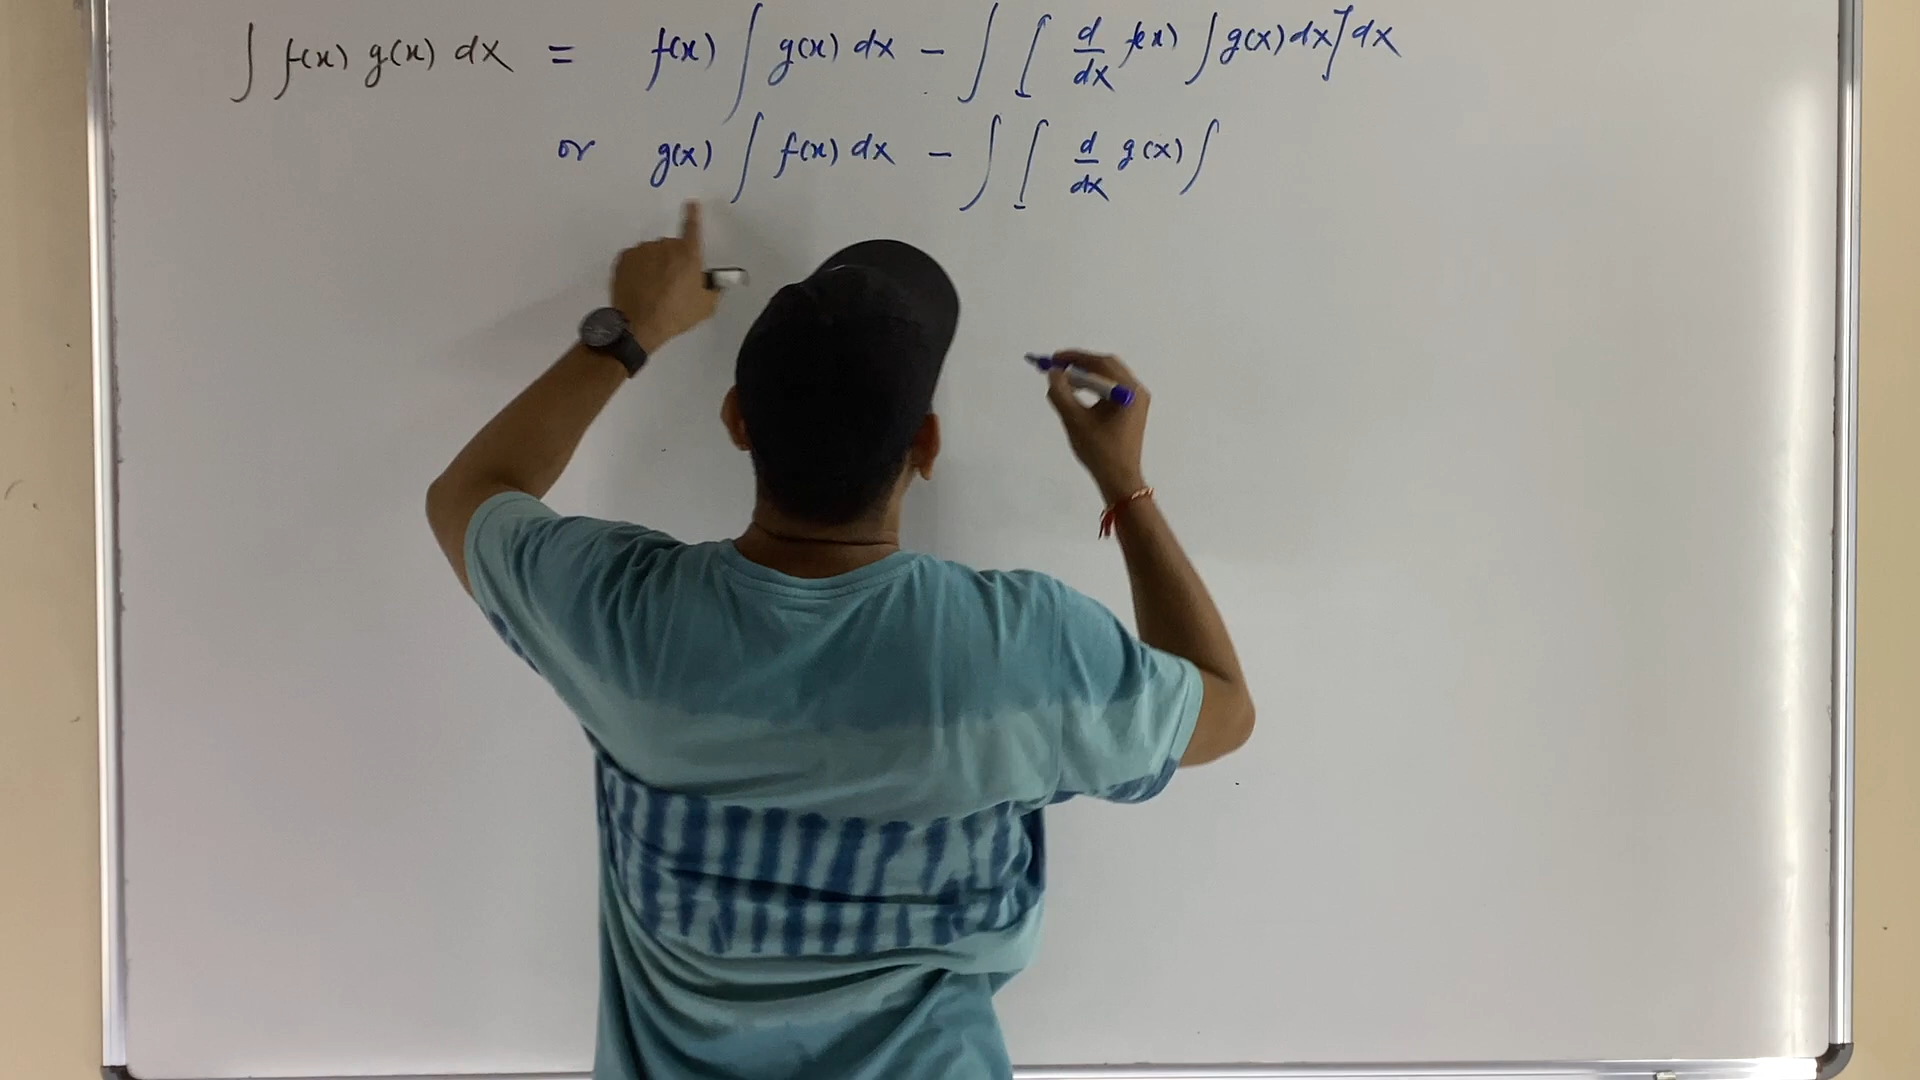 ∫ f(x) g(x) dx = f(x) ∫ g(x) dx - ∫ [ d/dx f(x) ∫ g(x) dx ] dx
or g(x) ∫ f(x) dx - ∫ [ d/dx g(x) ∫